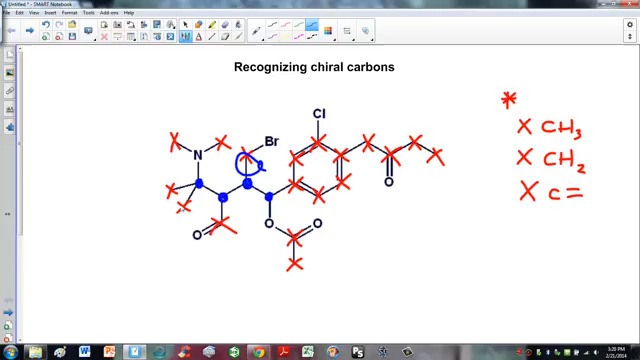 Untitled * - SMART Notebook
File Edit View Insert Format Tools Add-ons Help
Recognizing chiral carbons
*
Cl
X CH3
Br
N
X CH2
O
X C=
O
O
O
3:20 PM
2/21/2014